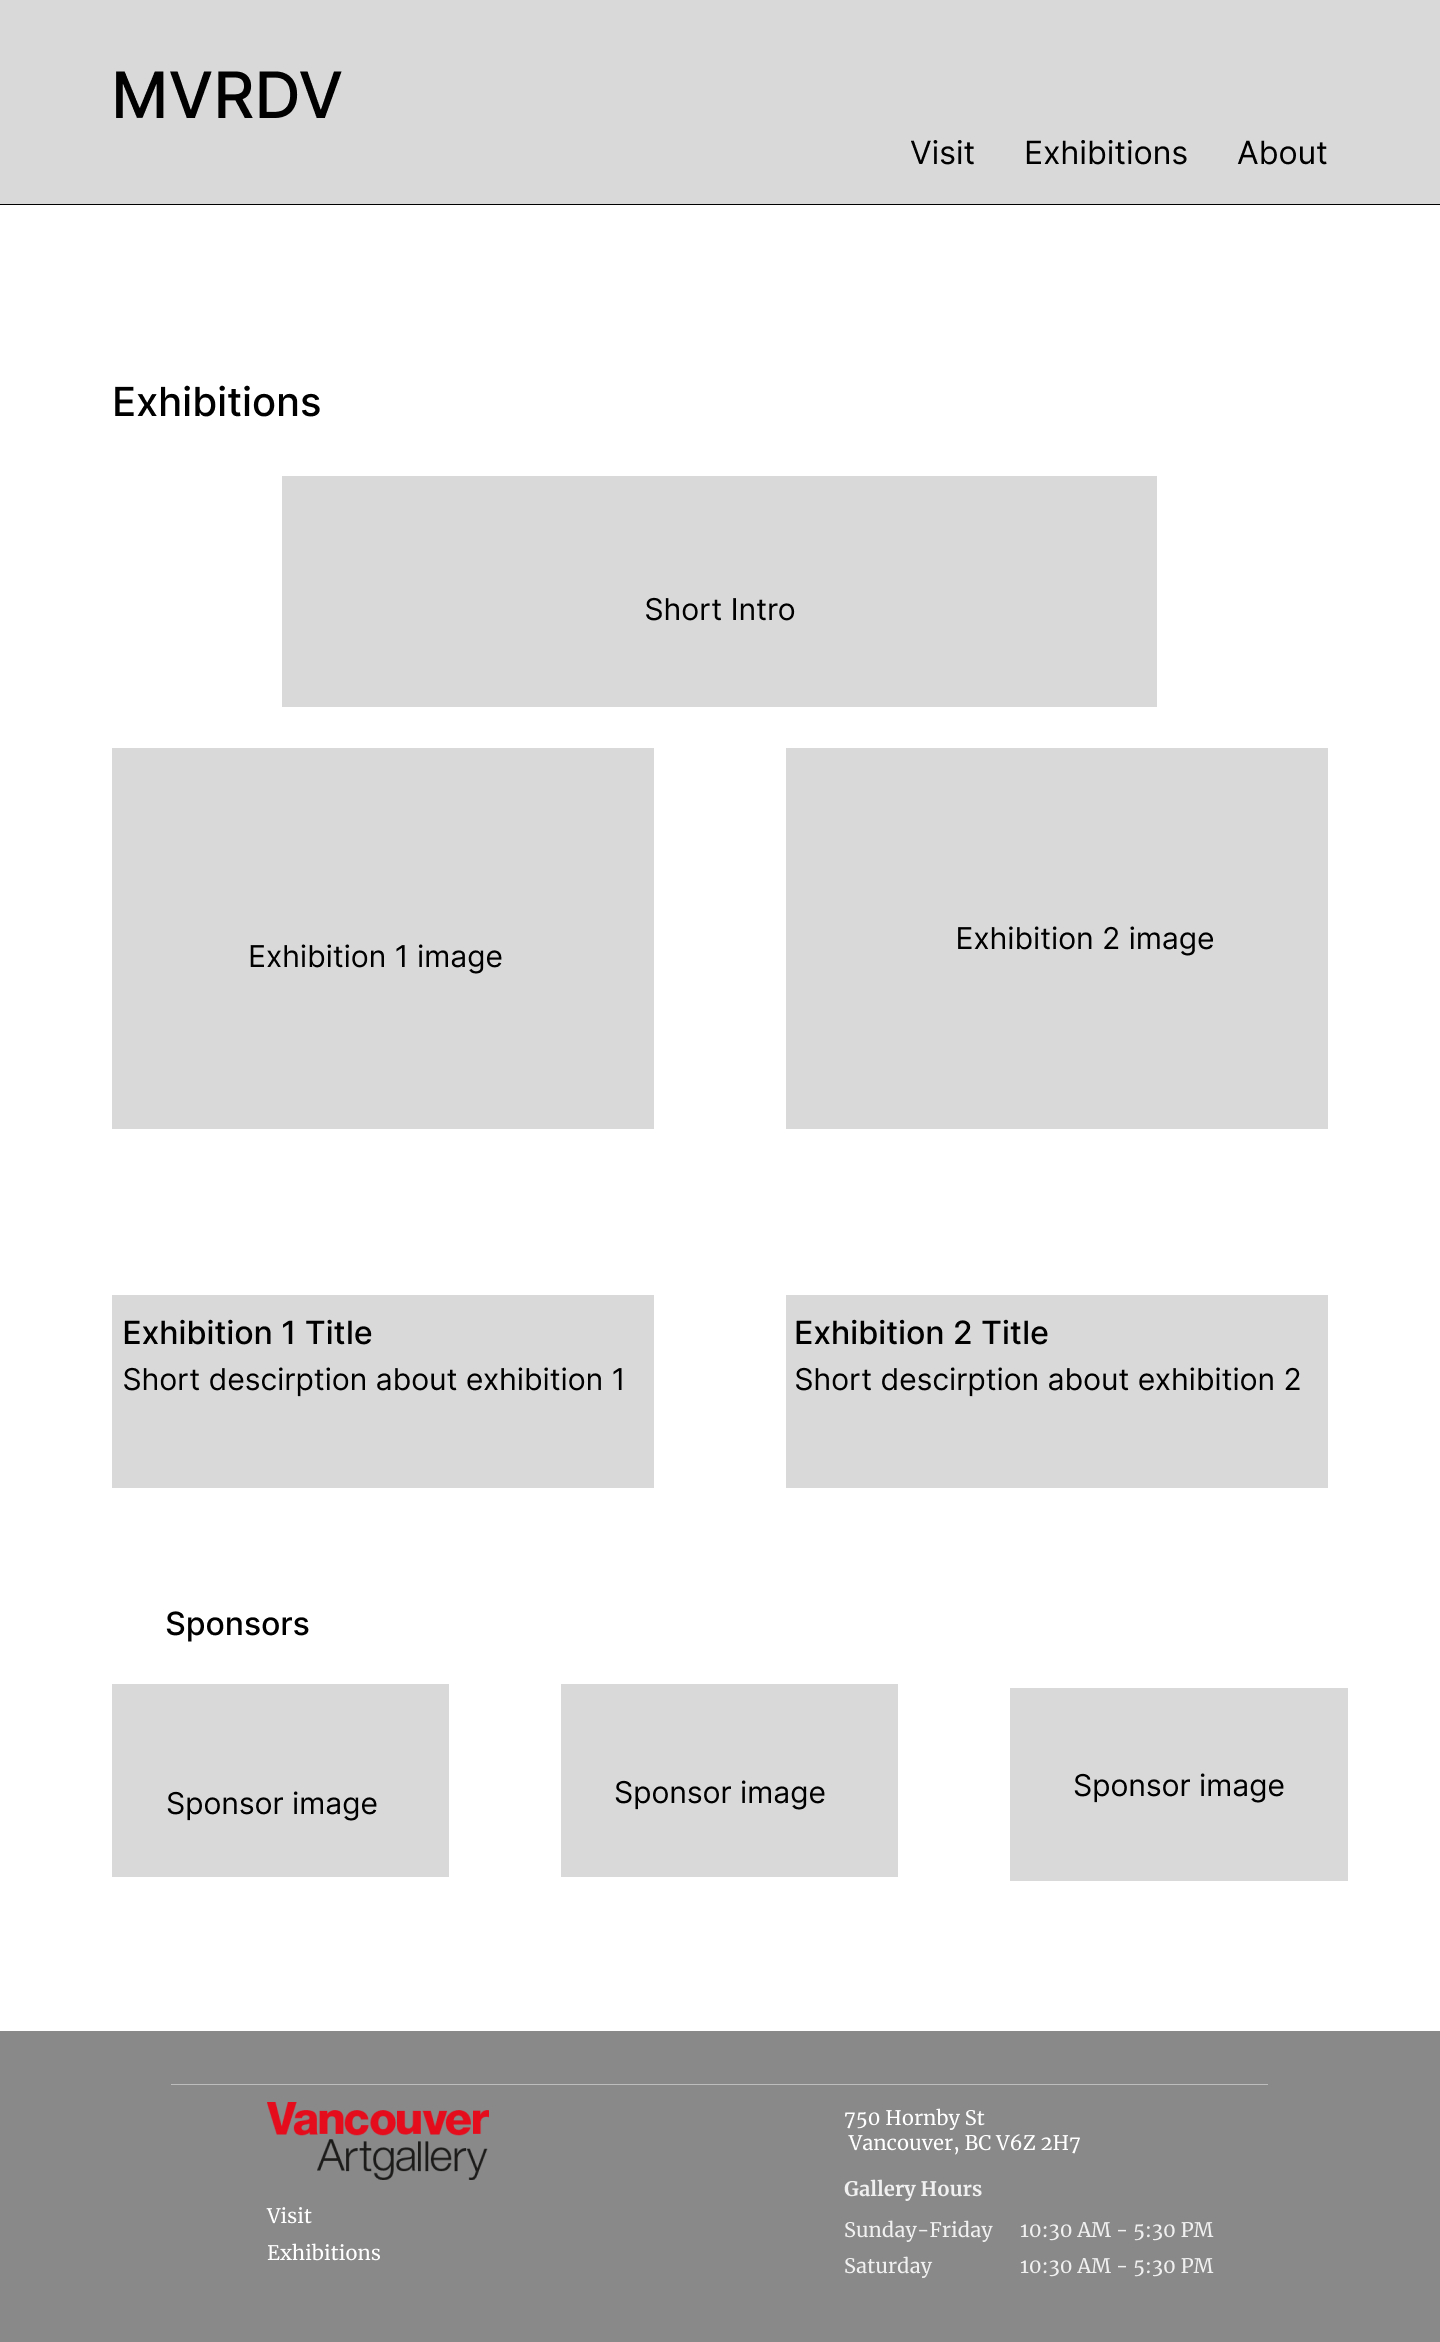 MVRDV
Visit Exhibitions About
Exhibitions
Short Intro
Exhibition 1 image
Exhibition 2 image
Exhibition 1 Title
Short descirption about exhibition 1
Exhibition 2 Title
Short descirption about exhibition 2
Sponsors
Sponsor image
Sponsor image
Sponsor image
Vancouver
Artgallery
Visit
Exhibitions
750 Hornby St
Vancouver, BC V6Z 2H7
Gallery Hours
Sunday-Friday 10:30 AM - 5:30 PM
Saturday 10:30 AM - 5:30 PM